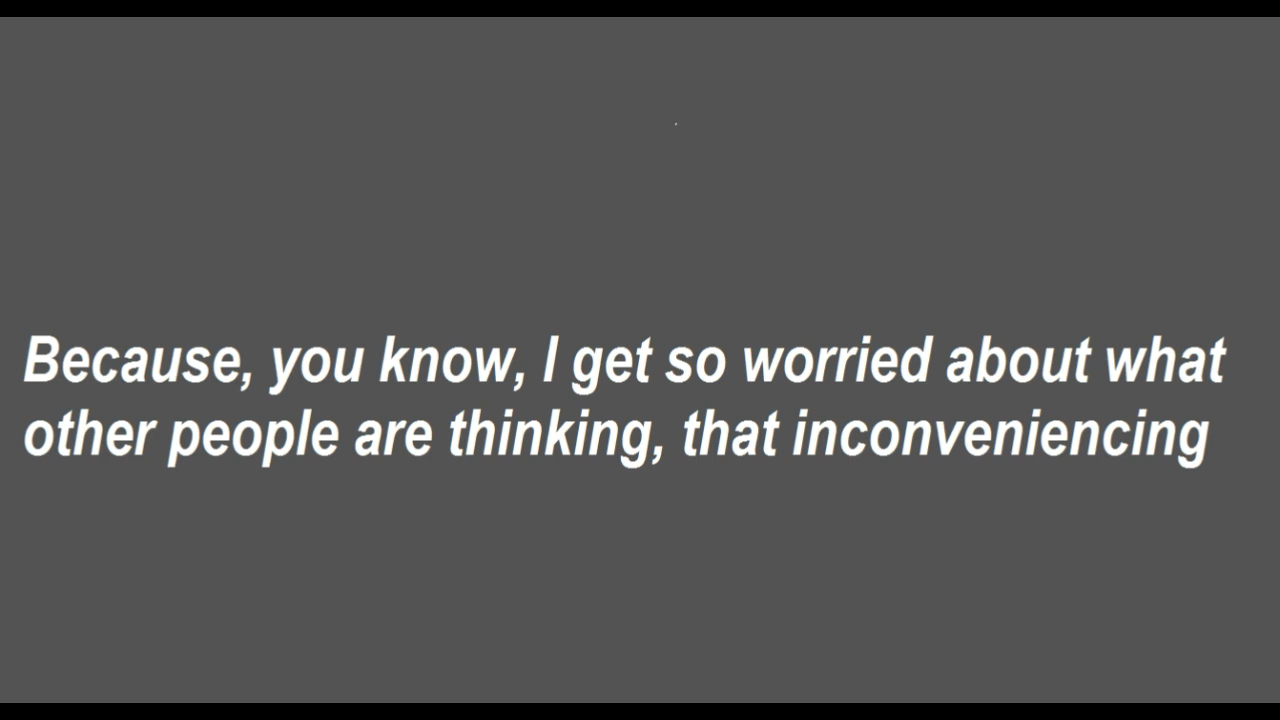 Because, you know, I get so worried about what
other people are thinking, that inconveniencing